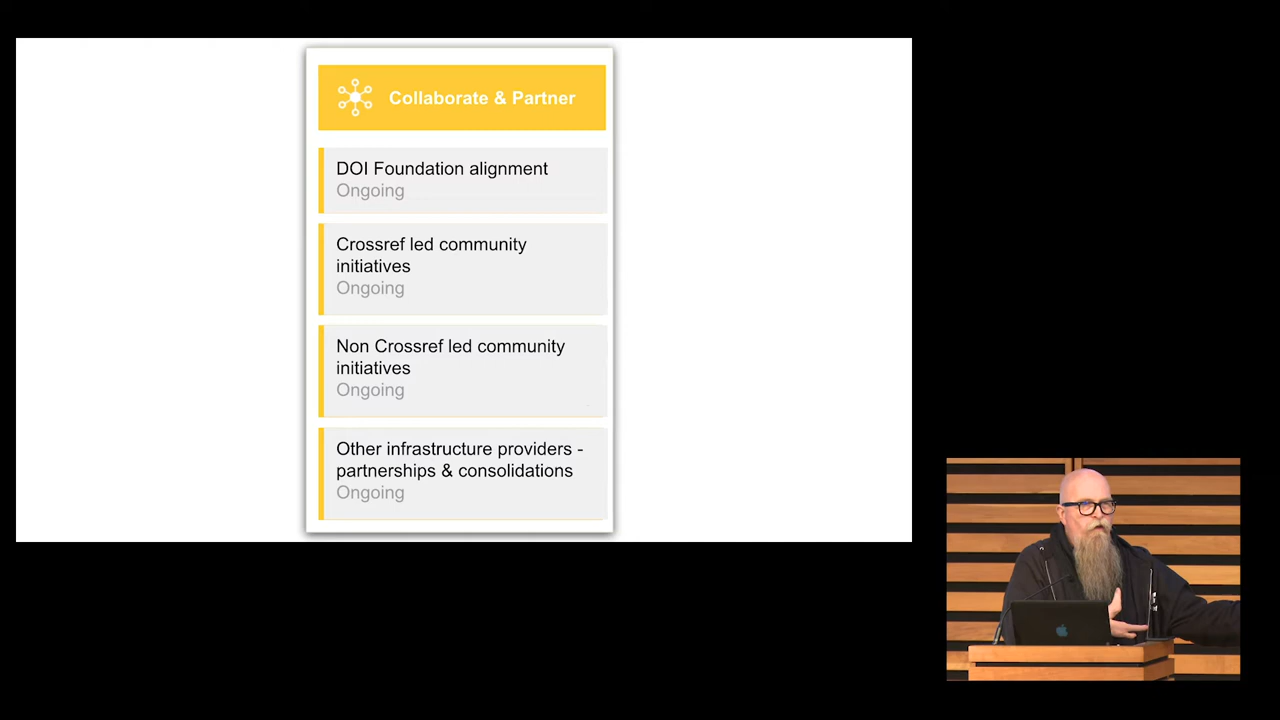 Collaborate & Partner
DOI Foundation alignment
Ongoing
Crossref led community
initiatives
Ongoing
Non Crossref led community
initiatives
Ongoing
Other infrastructure providers -
partnerships & consolidations
Ongoing